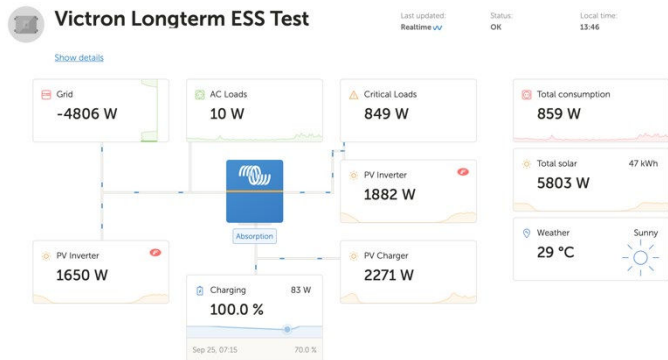 Victron Longterm ESS Test
Last updated:
Realtime
Status:
OK
Local time:
13:46
Show details
Grid
-4806 W
AC Loads
10 W
Critical Loads
849 W
Total consumption
859 W
PV Inverter
1882 W
Total solar 47 kWh
5803 W
Absorption
PV Inverter
1650 W
PV Charger
2271 W
Weather Sunny
29 °C
Charging 83 W
100.0 %
Sep 25, 07:15 70.0 %